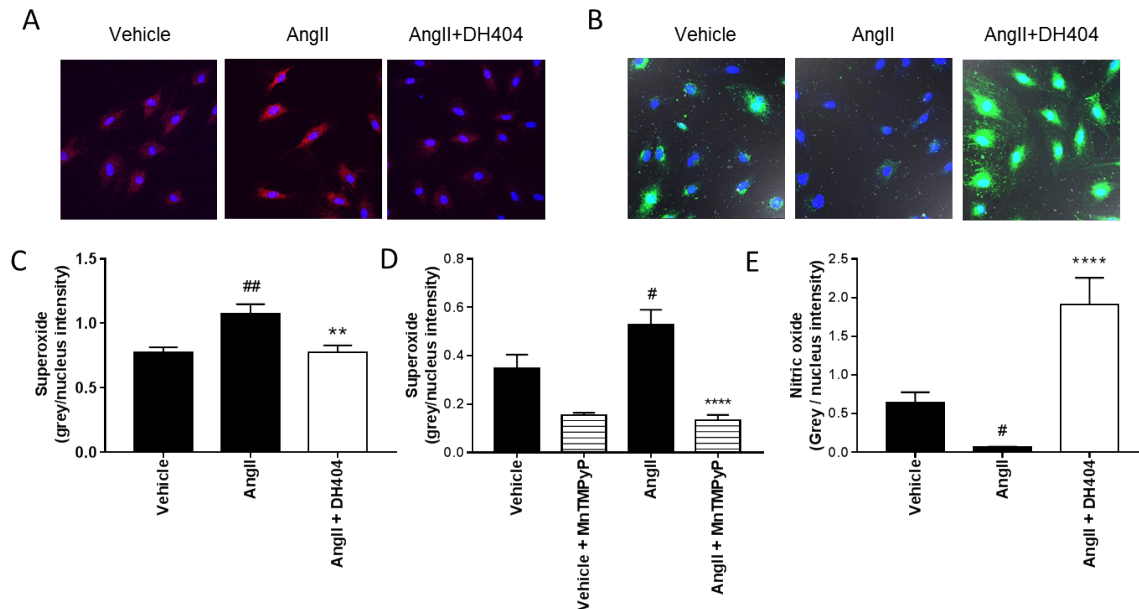 A
Vehicle
AngII
AngII+DH404
B
Vehicle
AngII
AngII+DH404
C
Superoxide
(grey/nucleus intensity)
1.5
1.0
0.5
0.0
##
**
Vehicle
AngII
AngII + DH404
D
Superoxide
(grey/nucleus intensity)
0.8
0.6
0.4
0.2
0.0
#
****
Vehicle
Vehicle + MnTMPyP
AngII
AngII + MnTMPyP
E
Nitric oxide
(Grey / nucleus intensity)
2.5
2.0
1.5
1.0
0.5
0.0
#
****
Vehicle
AngII
AngII + DH404